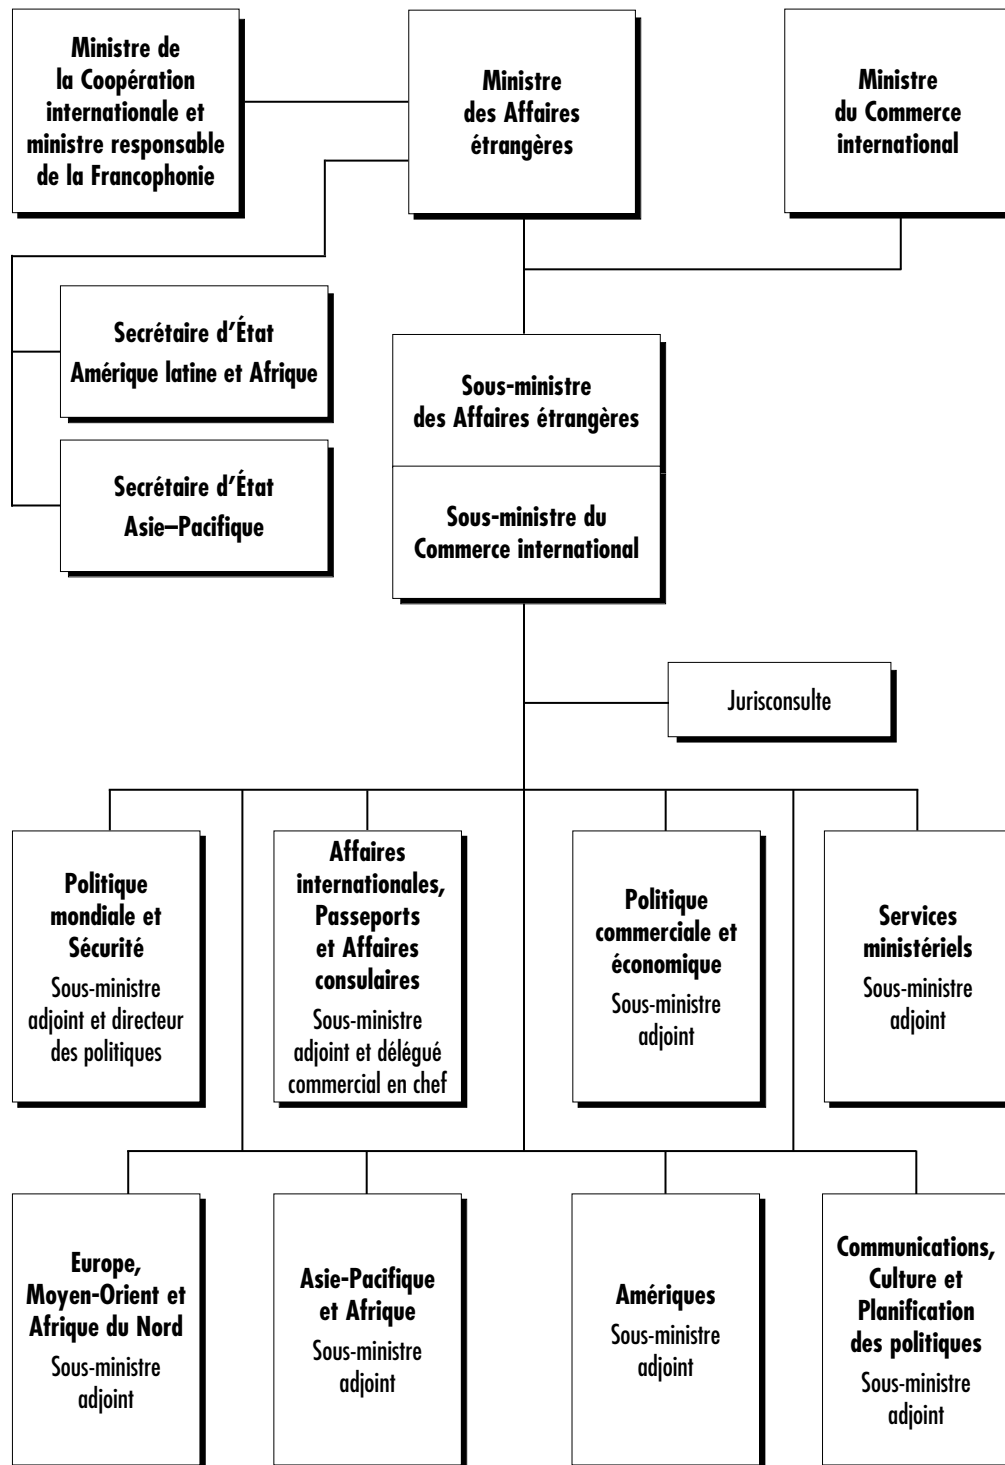 Ministre de
la Coopération
internationale et
ministre responsable
de la Francophonie
Ministre
des Affaires
étrangères
Ministre
du Commerce
international
Secrétaire d’État
Amérique latine et Afrique
Secrétaire d’État
Asie–Pacifique
Sous-ministre
des Affaires étrangères
Sous-ministre du
Commerce international
Jurisconsulte
Politique
mondiale et
Sécurité
Sous-ministre
adjoint et directeur
des politiques
Affaires
internationales,
Passeports
et Affaires
consulaires
Sous-ministre
adjoint et délégué
commercial en chef
Politique
commerciale et
économique
Sous-ministre
adjoint
Services
ministériels
Sous-ministre
adjoint
Europe,
Moyen-Orient et
Afrique du Nord
Sous-ministre
adjoint
Asie-Pacifique
et Afrique
Sous-ministre
adjoint
Amériques
Sous-ministre
adjoint
Communications,
Culture et
Planification
des politiques
Sous-ministre
adjoint